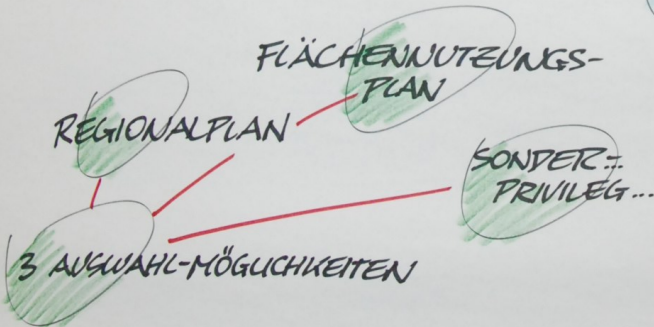 FLÄCHENNUTZUNGS-
PLAN
REGIONALPLAN
SONDER=
PRIVILEG...
3 AUSWAHL-MÖGLICHKEITEN